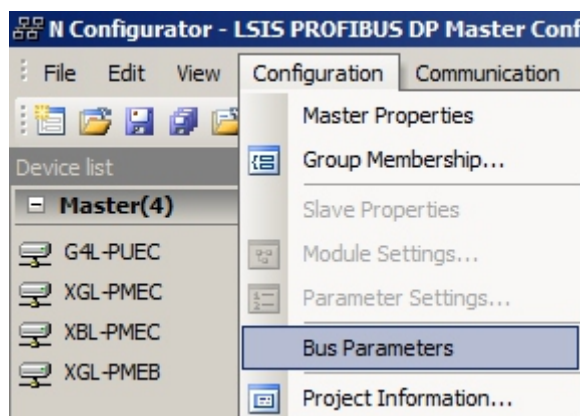 N Configurator - LSIS PROFIBUS DP Master Conf
File Edit View Configuration Communication
Master Properties
Device list
Group Membership...
Master(4)
Slave Properties
G4L-PUEC
Module Settings...
XGL-PMEC
Parameter Settings...
XBL-PMEC
Bus Parameters
XGL-PMEB
Project Information...